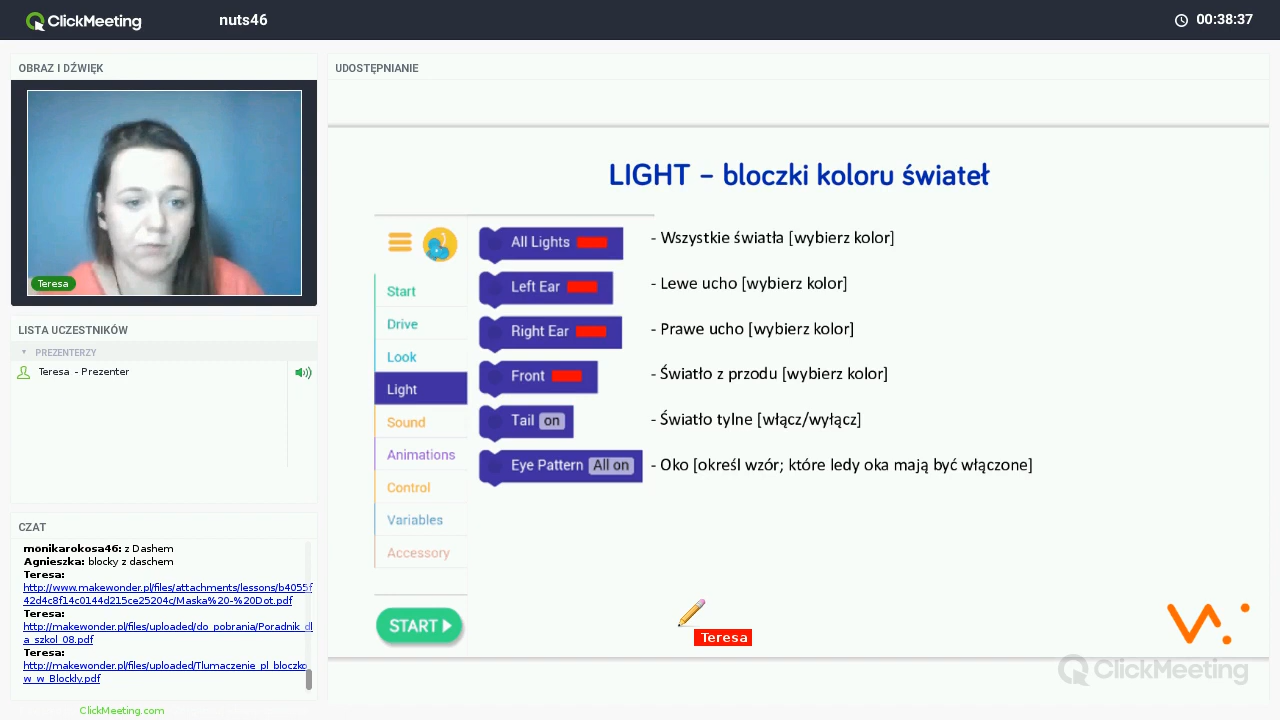 ClickMeeting
nuts46
00:38:37
OBRAZ I DŹWIĘK
Teresa
LISTA UCZESTNIKÓW
PREZENTERZY
Teresa - Prezenter
CZAT
monikarokosa46: z Dashem
Agnieszka: blocky z daschem
Teresa:
http://www.makewonder.pl/files/attachments/lessons/b4055f
42d4c8f14c0144d215ce25204c/Maska%20-%20Dot.pdf
Teresa:
http://makewonder.pl/files/uploaded/do_pobrania/Poradnik_dl
a_szkol_08.pdf
Teresa:
http://makewonder.pl/files/uploaded/Tlumaczenie_pl_bloczko
w_w_Blockly.pdf
ClickMeeting.com
UDOSTĘPNIANIE
LIGHT – bloczki koloru świateł
Start
Drive
Look
Light
Sound
Animations
Control
Variables
Accessory
START
All Lights - Wszystkie światła [wybierz kolor]
Left Ear - Lewe ucho [wybierz kolor]
Right Ear - Prawe ucho [wybierz kolor]
Front - Światło z przodu [wybierz kolor]
Tail on - Światło tylne [włącz/wyłącz]
Eye Pattern All on - Oko [określ wzór; które ledy oka mają być włączone]
Teresa
ClickMeeting